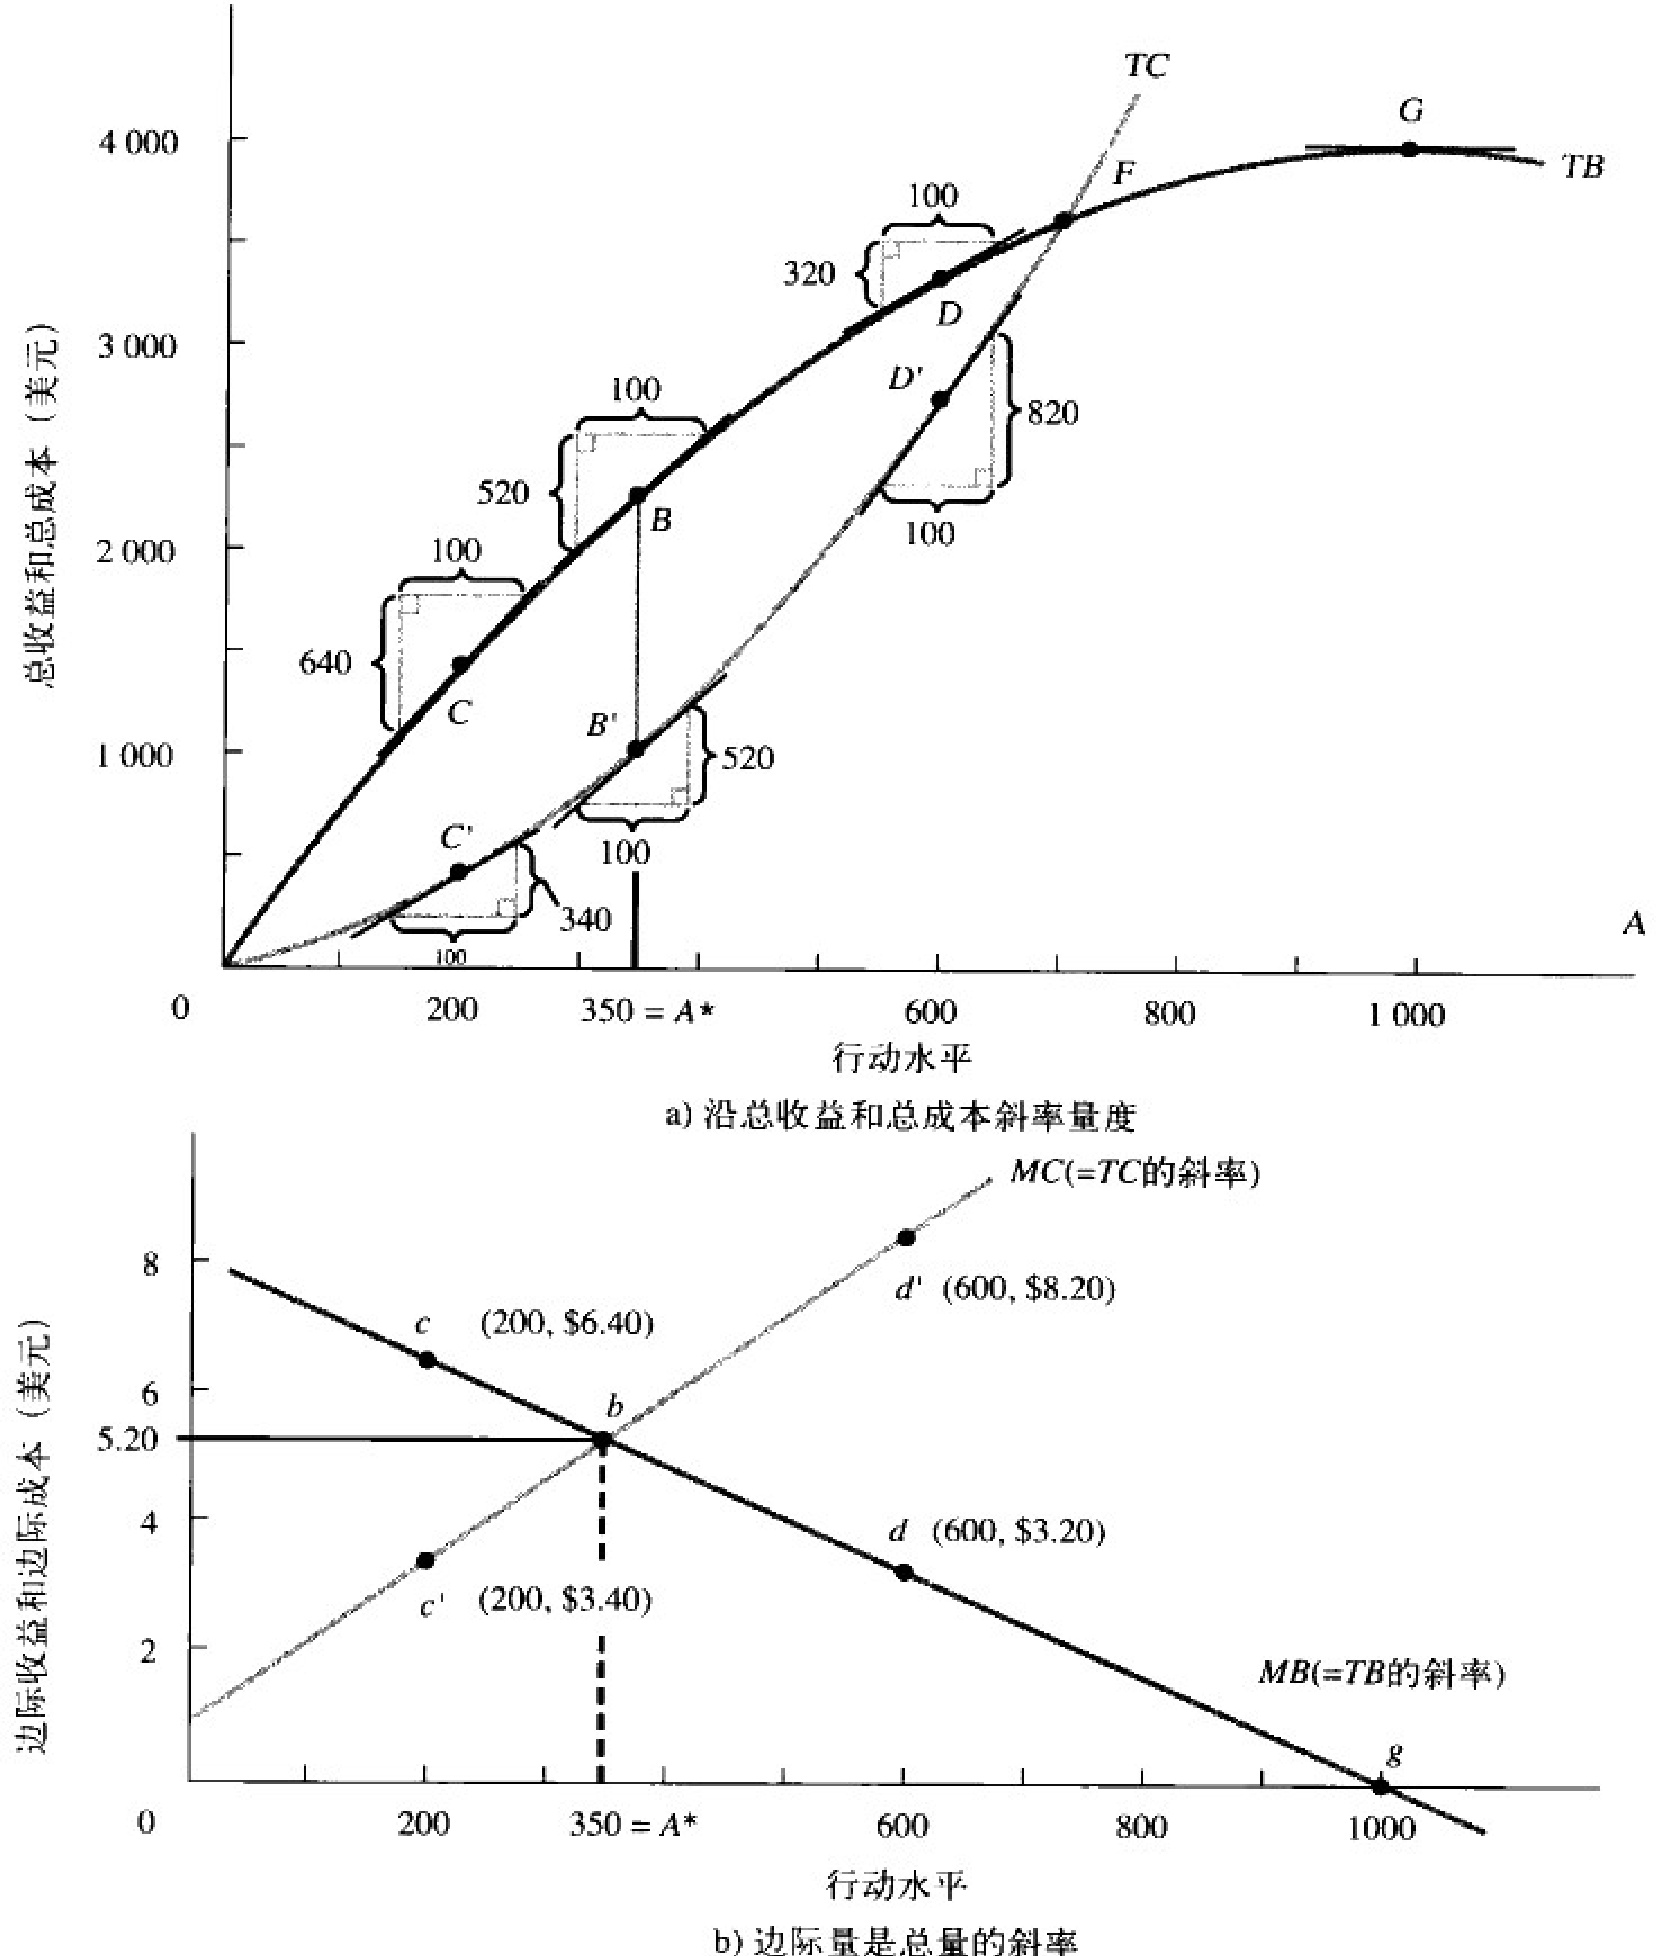 TC
G
4 000
TB
F
100
320
D
3 000
D'
100
820
520
B
100
2 000
100
640
C
B'
1 000
520
C'
100
340
100
A
总收益和总成本（美元）
0 200 350 = A* 600 800 1 000
行动水平
a) 沿总收益和总成本斜率量度
MC(=TC的斜率)
8
d' (600, $8.20)
c (200, $6.40)
6
b
5.20
4
d (600, $3.20)
c' (200, $3.40)
2
MB(=TB的斜率)
g
边际收益和边际成本（美元）
0 200 350 = A* 600 800 1000
行动水平
b) 边际量是总量的斜率